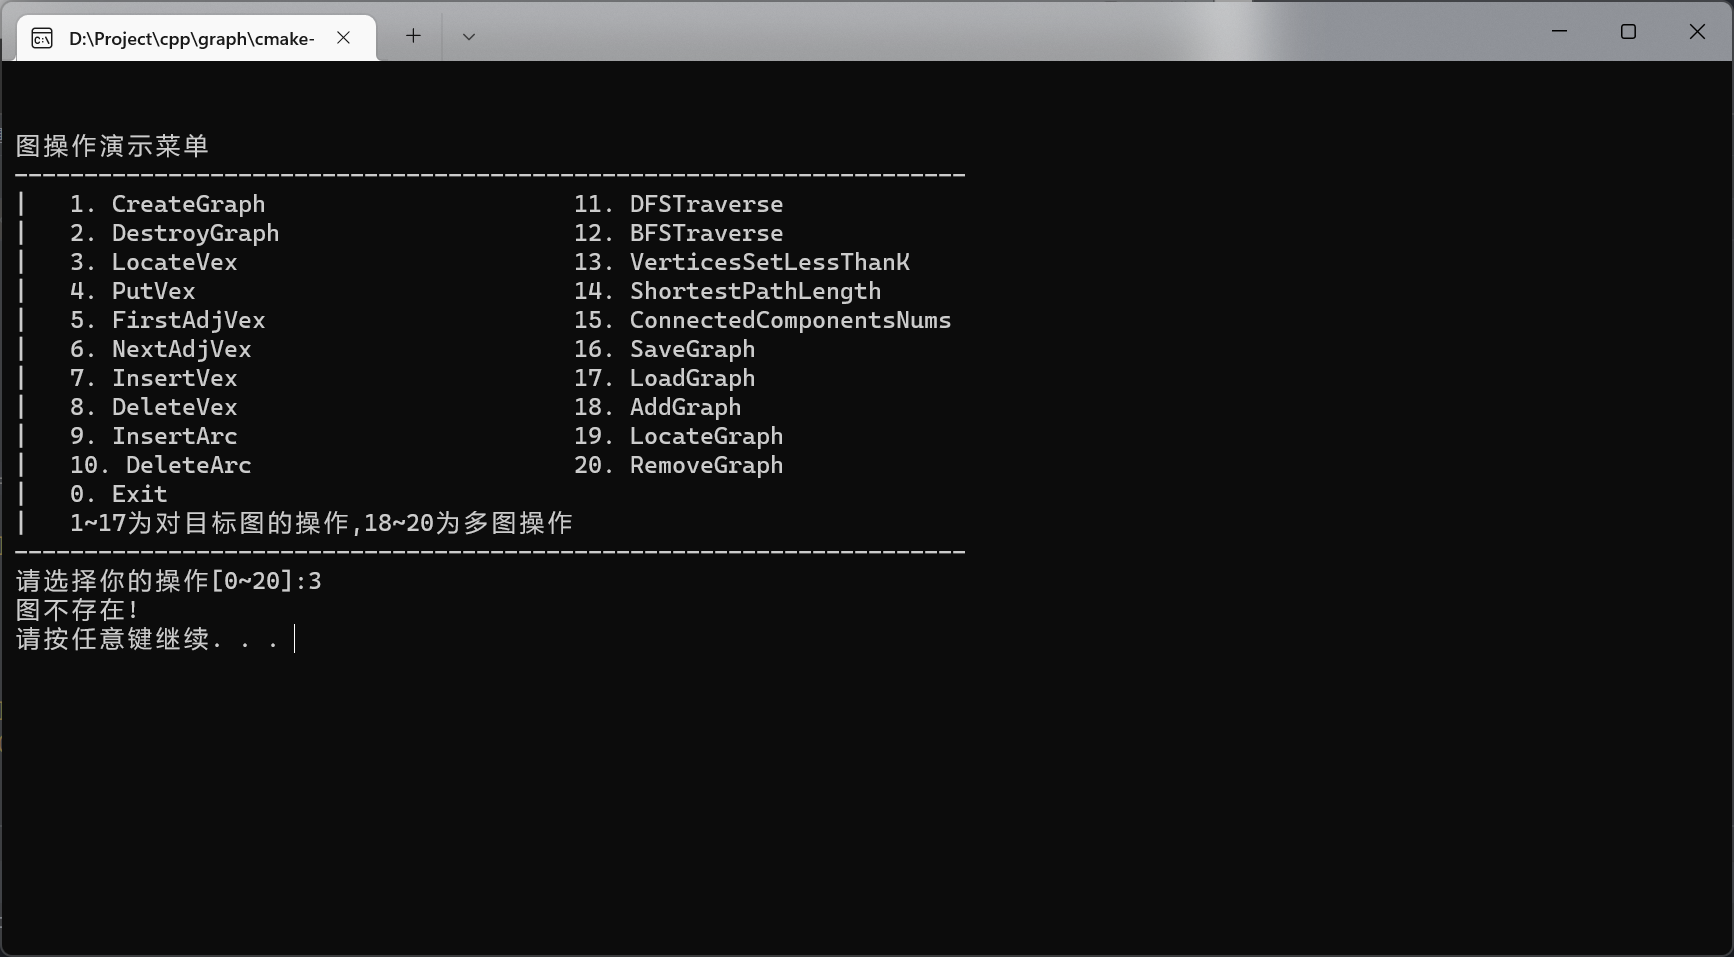 D:\Project\cpp\graph\cmake-
图操作演示菜单
--------------------------------------------------------------------
|   1. CreateGraph                      11. DFSTraverse
|   2. DestroyGraph                     12. BFSTraverse
|   3. LocateVex                        13. VerticesSetLessThanK
|   4. PutVex                           14. ShortestPathLength
|   5. FirstAdjVex                      15. ConnectedComponentsNums
|   6. NextAdjVex                       16. SaveGraph
|   7. InsertVex                        17. LoadGraph
|   8. DeleteVex                        18. AddGraph
|   9. InsertArc                        19. LocateGraph
|   10. DeleteArc                       20. RemoveGraph
|   0. Exit
|   1~17为对目标图的操作,18~20为多图操作
--------------------------------------------------------------------
请选择你的操作[0~20]:3
图不存在!
请按任意键继续. . .